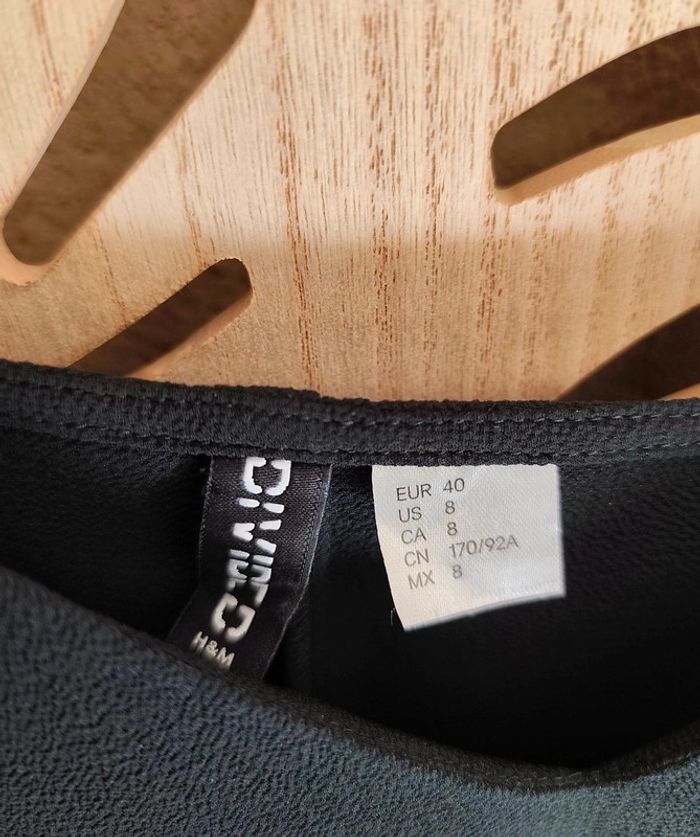 DIVIDED
H&M
EUR 40
US 8
CA 8
CN 170/92A
MX 8